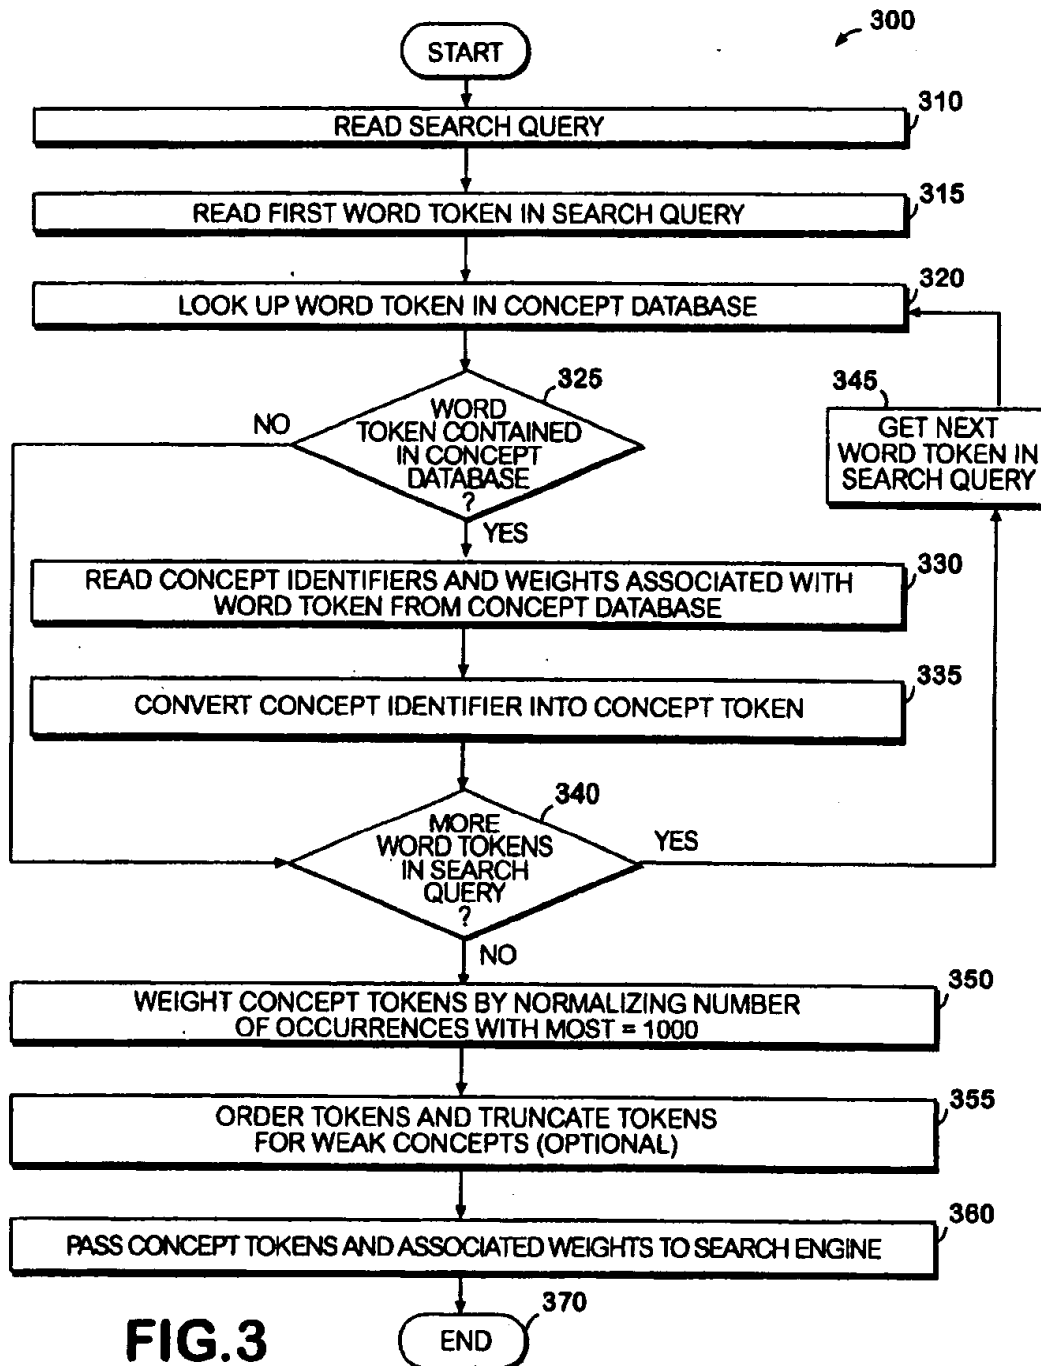 300
START
310
READ SEARCH QUERY
315
READ FIRST WORD TOKEN IN SEARCH QUERY
320
LOOK UP WORD TOKEN IN CONCEPT DATABASE
325
NO
WORD
TOKEN CONTAINED
IN CONCEPT
DATABASE
?
YES
345
GET NEXT
WORD TOKEN IN
SEARCH QUERY
330
READ CONCEPT IDENTIFIERS AND WEIGHTS ASSOCIATED WITH
WORD TOKEN FROM CONCEPT DATABASE
335
CONVERT CONCEPT IDENTIFIER INTO CONCEPT TOKEN
340
MORE
WORD TOKENS
IN SEARCH
QUERY
?
YES
NO
350
WEIGHT CONCEPT TOKENS BY NORMALIZING NUMBER
OF OCCURRENCES WITH MOST = 1000
355
ORDER TOKENS AND TRUNCATE TOKENS
FOR WEAK CONCEPTS (OPTIONAL)
360
PASS CONCEPT TOKENS AND ASSOCIATED WEIGHTS TO SEARCH ENGINE
370
END
FIG.3